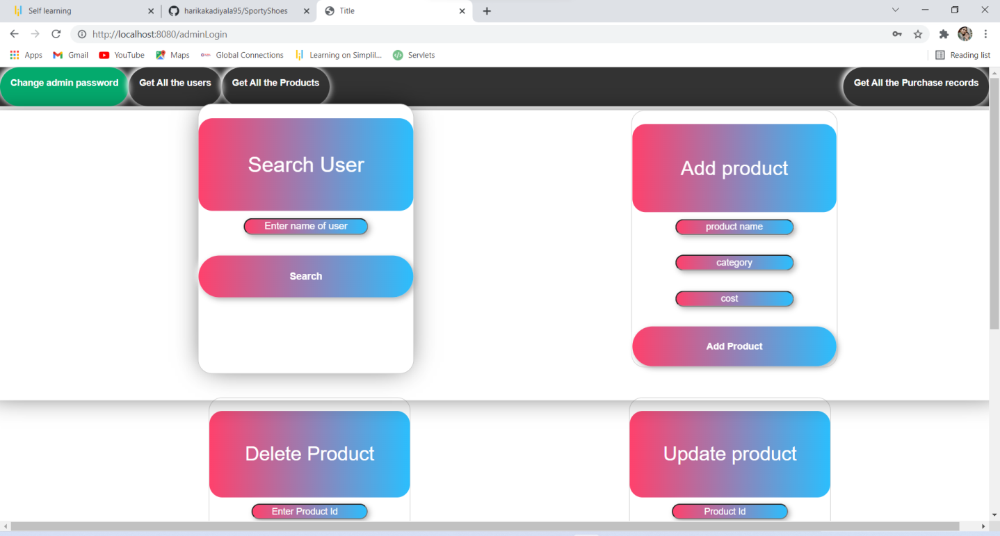 Self learning
harikakadiyala95/SportyShoes
Title
http://localhost:8080/adminLogin
Apps
Gmail
YouTube
Maps
Global Connections
Learning on Simplil...
Servlets
Reading list
Change admin password
Get All the users
Get All the Products
Get All the Purchase records
Search User
Enter name of user
Search
Add product
product name
category
cost
Add Product
Delete Product
Enter Product Id
Update product
Product Id